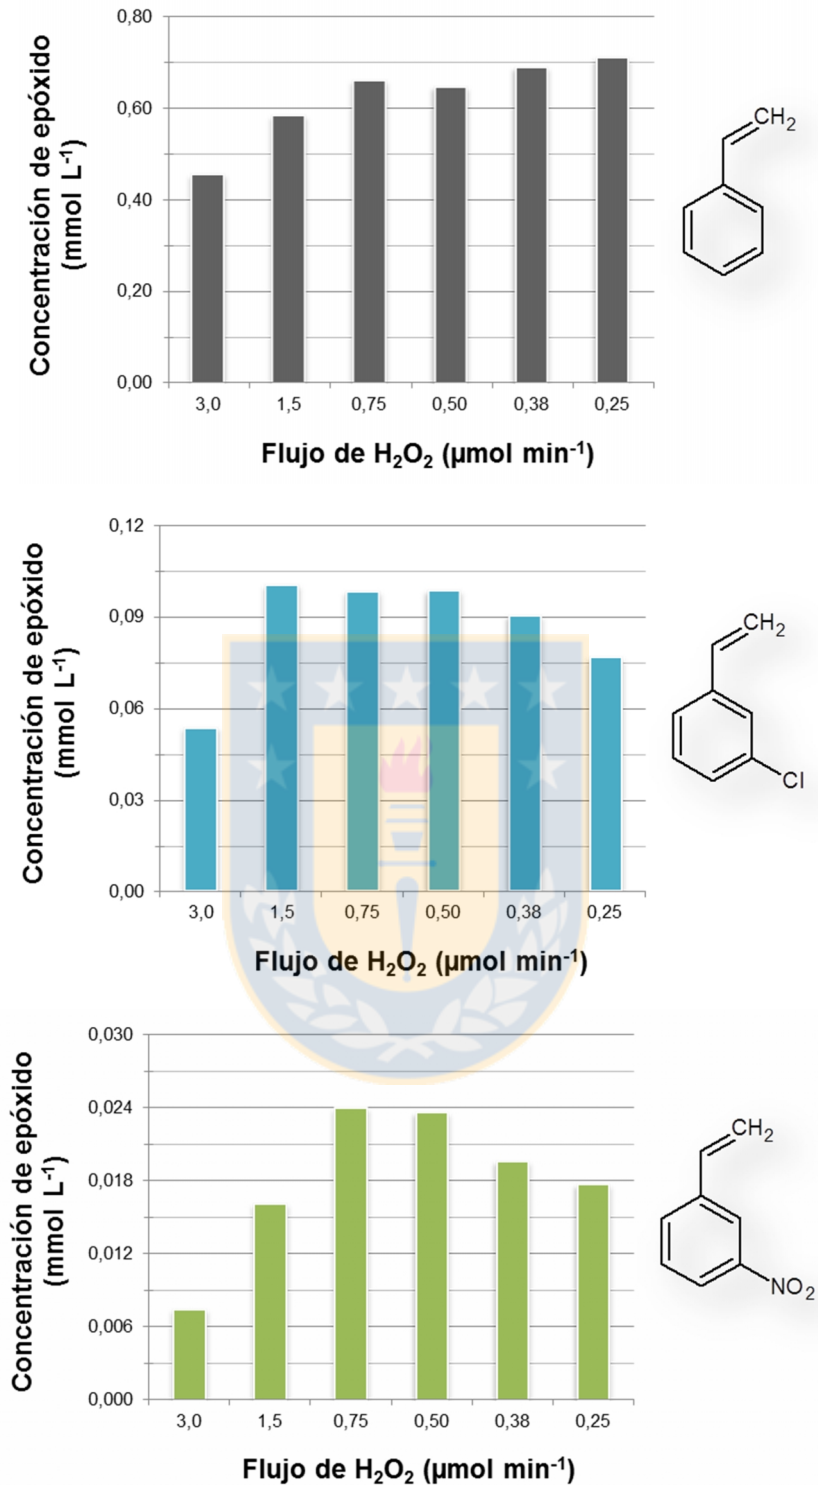 Concentración de epóxido
(mmol L⁻¹)
0,80
0,60
0,40
0,20
0,00
3,0 1,5 0,75 0,50 0,38 0,25
Flujo de H₂O₂ (µmol min⁻¹)
CH₂
Concentración de epóxido
(mmol L⁻¹)
0,12
0,09
0,06
0,03
0,00
3,0 1,5 0,75 0,50 0,38 0,25
Flujo de H₂O₂ (µmol min⁻¹)
CH₂
Cl
Concentración de epóxido
(mmol L⁻¹)
0,030
0,024
0,018
0,012
0,006
0,000
3,0 1,5 0,75 0,50 0,38 0,25
Flujo de H₂O₂ (µmol min⁻¹)
CH₂
NO₂